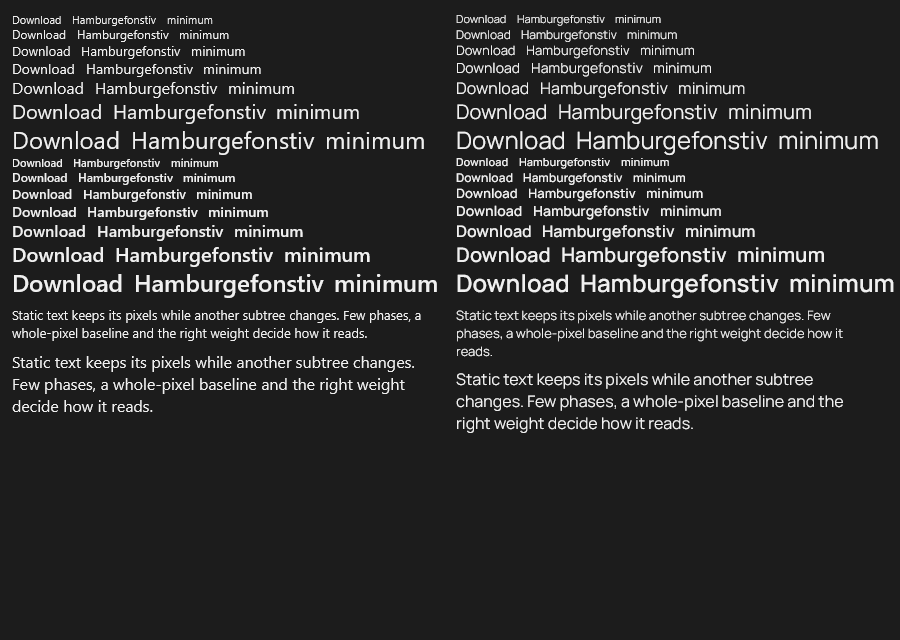 Download Hamburgefonstiv minimum
Download Hamburgefonstiv minimum
Download Hamburgefonstiv minimum
Download Hamburgefonstiv minimum
Download Hamburgefonstiv minimum
Download Hamburgefonstiv minimum
Download Hamburgefonstiv minimum
Download Hamburgefonstiv minimum
Download Hamburgefonstiv minimum
Download Hamburgefonstiv minimum
Download Hamburgefonstiv minimum
Download Hamburgefonstiv minimum
Download Hamburgefonstiv minimum
Download Hamburgefonstiv minimum
Static text keeps its pixels while another subtree changes. Few phases, a
whole-pixel baseline and the right weight decide how it reads.
Static text keeps its pixels while another subtree changes.
Few phases, a whole-pixel baseline and the right weight
decide how it reads.
Download Hamburgefonstiv minimum
Download Hamburgefonstiv minimum
Download Hamburgefonstiv minimum
Download Hamburgefonstiv minimum
Download Hamburgefonstiv minimum
Download Hamburgefonstiv minimum
Download Hamburgefonstiv minimum
Download Hamburgefonstiv minimum
Download Hamburgefonstiv minimum
Download Hamburgefonstiv minimum
Download Hamburgefonstiv minimum
Download Hamburgefonstiv minimum
Download Hamburgefonstiv minimum
Download Hamburgefonstiv minimum
Static text keeps its pixels while another subtree changes. Few
phases, a whole-pixel baseline and the right weight decide how it
reads.
Static text keeps its pixels while another subtree
changes. Few phases, a whole-pixel baseline and the
right weight decide how it reads.